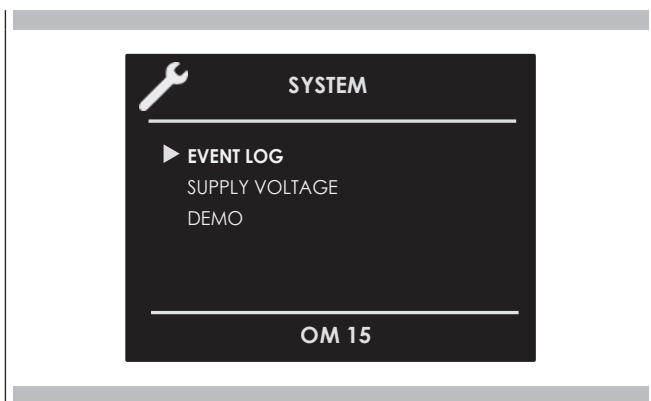 SYSTEM
EVENT LOG
SUPPLY VOLTAGE
DEMO
OM 15